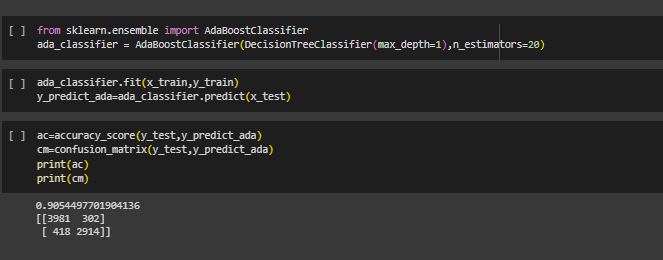 [ ] from sklearn.ensemble import AdaBoostClassifier
ada_classifier = AdaBoostClassifier(DecisionTreeClassifier(max_depth=1),n_estimators=20)
[ ] ada_classifier.fit(x_train,y_train)
y_predict_ada=ada_classifier.predict(x_test)
[ ] ac=accuracy_score(y_test,y_predict_ada)
cm=confusion_matrix(y_test,y_predict_ada)
print(ac)
print(cm)
0.9054497701904136
[[3981  302]
 [ 418 2914]]